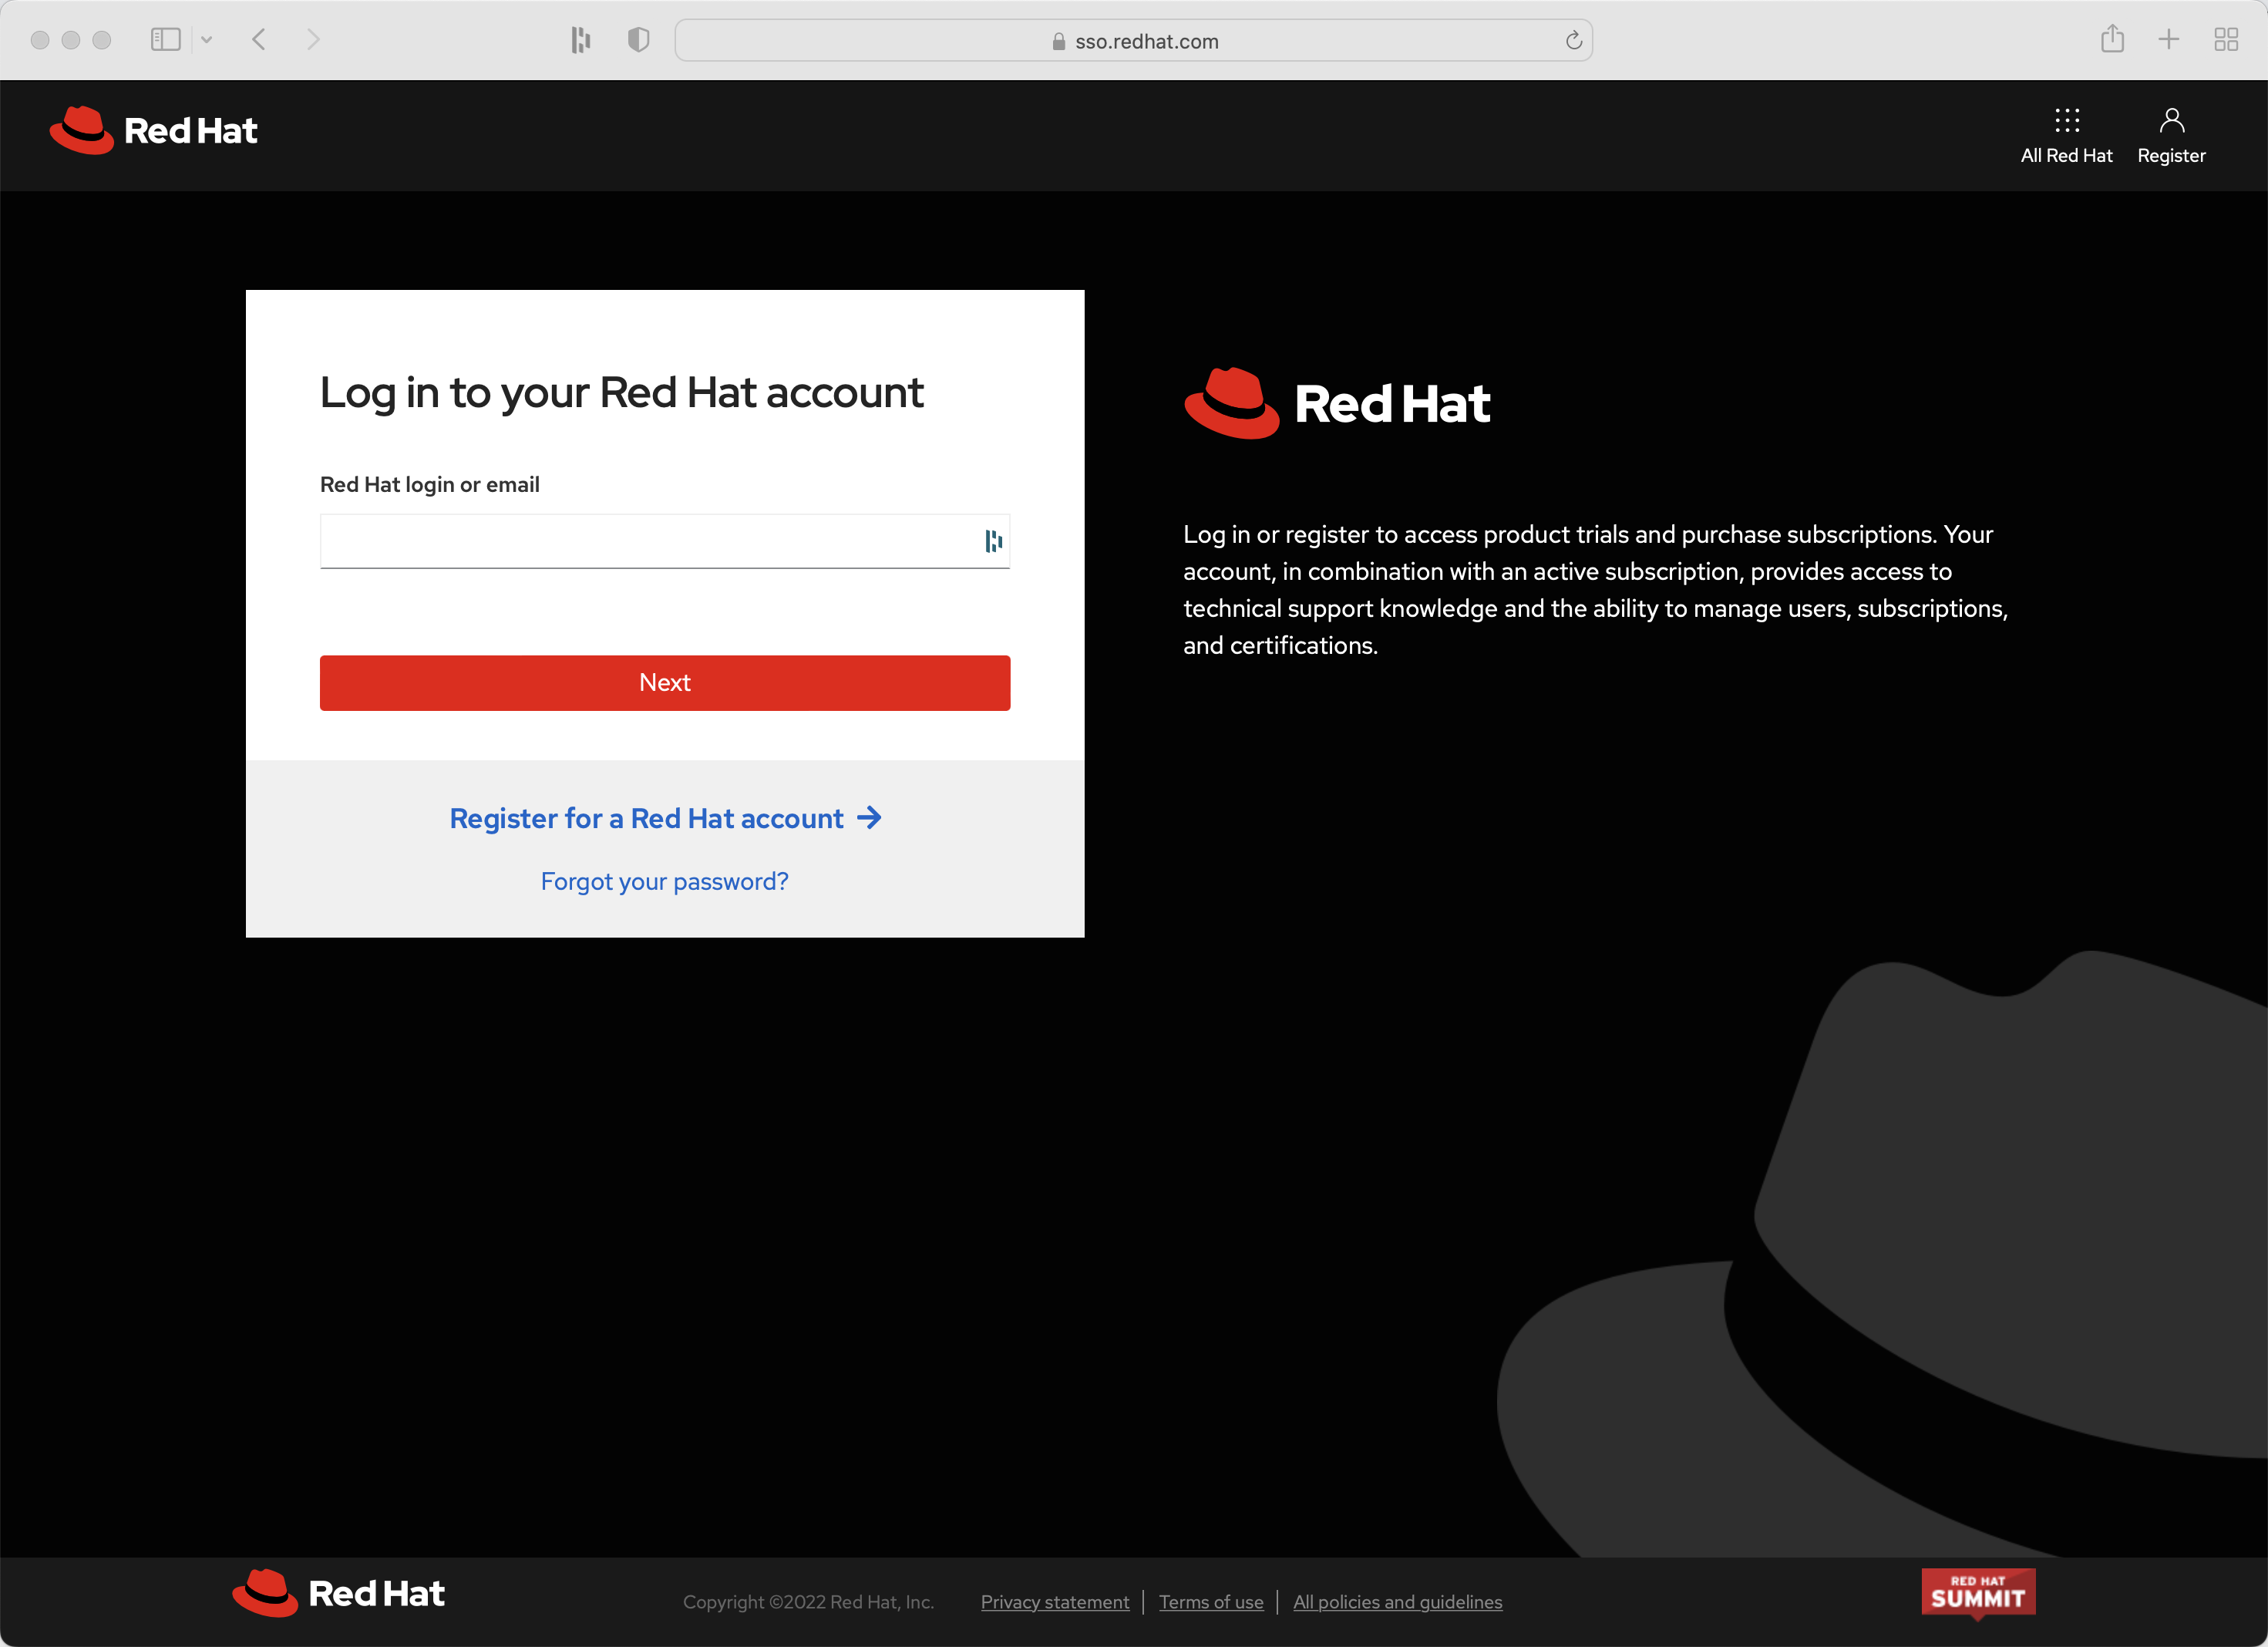 sso.redhat.com
Red Hat
All Red Hat
Register
Log in to your Red Hat account
Red Hat login or email
Next
Register for a Red Hat account
Forgot your password?
Red Hat
Log in or register to access product trials and purchase subscriptions. Your
account, in combination with an active subscription, provides access to
technical support knowledge and the ability to manage users, subscriptions,
and certifications.
Red Hat
Copyright ©2022 Red Hat, Inc.
Privacy statement
Terms of use
All policies and guidelines
RED HAT
SUMMIT